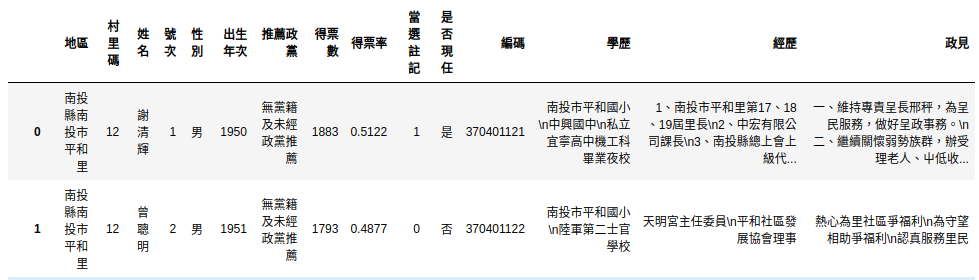 地區
村
里
碼
姓
名
號
次
性
別
出生
年次
推薦政
黨
得票
數
得票率
當
選
註
記
是
否
現
任
編碼
學歷
經歷
政見
0
南投
縣南
投市
平和
里
12
謝
清
輝
1
男
1950
無黨籍
及未經
政黨推
薦
1883
0.5122
1
是
370401121
南投市平和國小
\n中興國中\n私立
宜寧高中機工科
畢業夜校
1、南投市平和里第17、18
、19屆里長\n2、中宏有限公
司課長\n3、南投縣總上會上
級代...
一、維持專責呈長邢秤，為呈
民服務，做好呈政事務。\n
二、繼續關懷弱勢族群，辦受
理老人、屮低收...
1
南投
縣南
投市
平和
里
12
曾
聰
明
2
男
1951
無黨籍
及未經
政黨推
薦
1793
0.4877
0
否
370401122
南投市平和國小
\n陸軍第二士官
學校
天明宮主任委員\n平和社區發
展協會理事
熱心為里社區爭福利\n為守望
相助爭福利\n認真服務里民